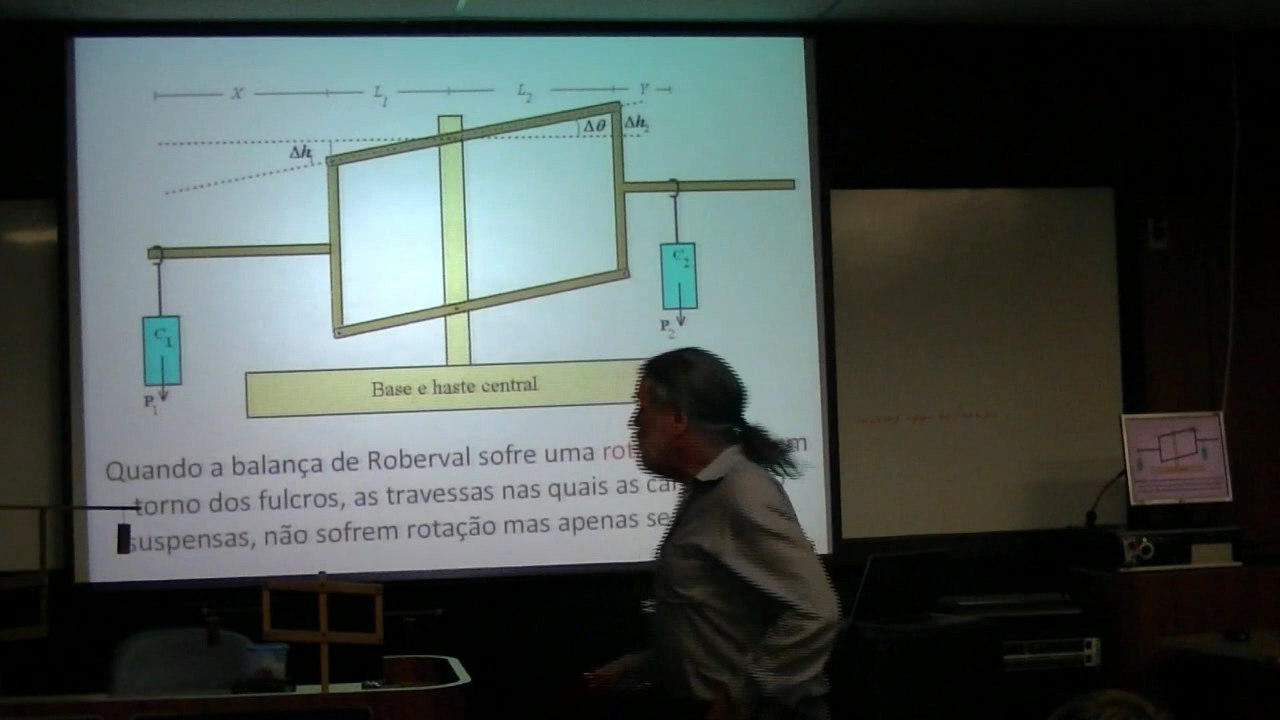 X L₁ L₂ Y
Δθ Δh₂
Δh₁
C₂
C₁
P₂
P₁
Base e haste central
Quando a balança de Roberval sofre uma em
torno dos fulcros, as travessas nas quais as
suspensas, não sofrem rotação mas apenas